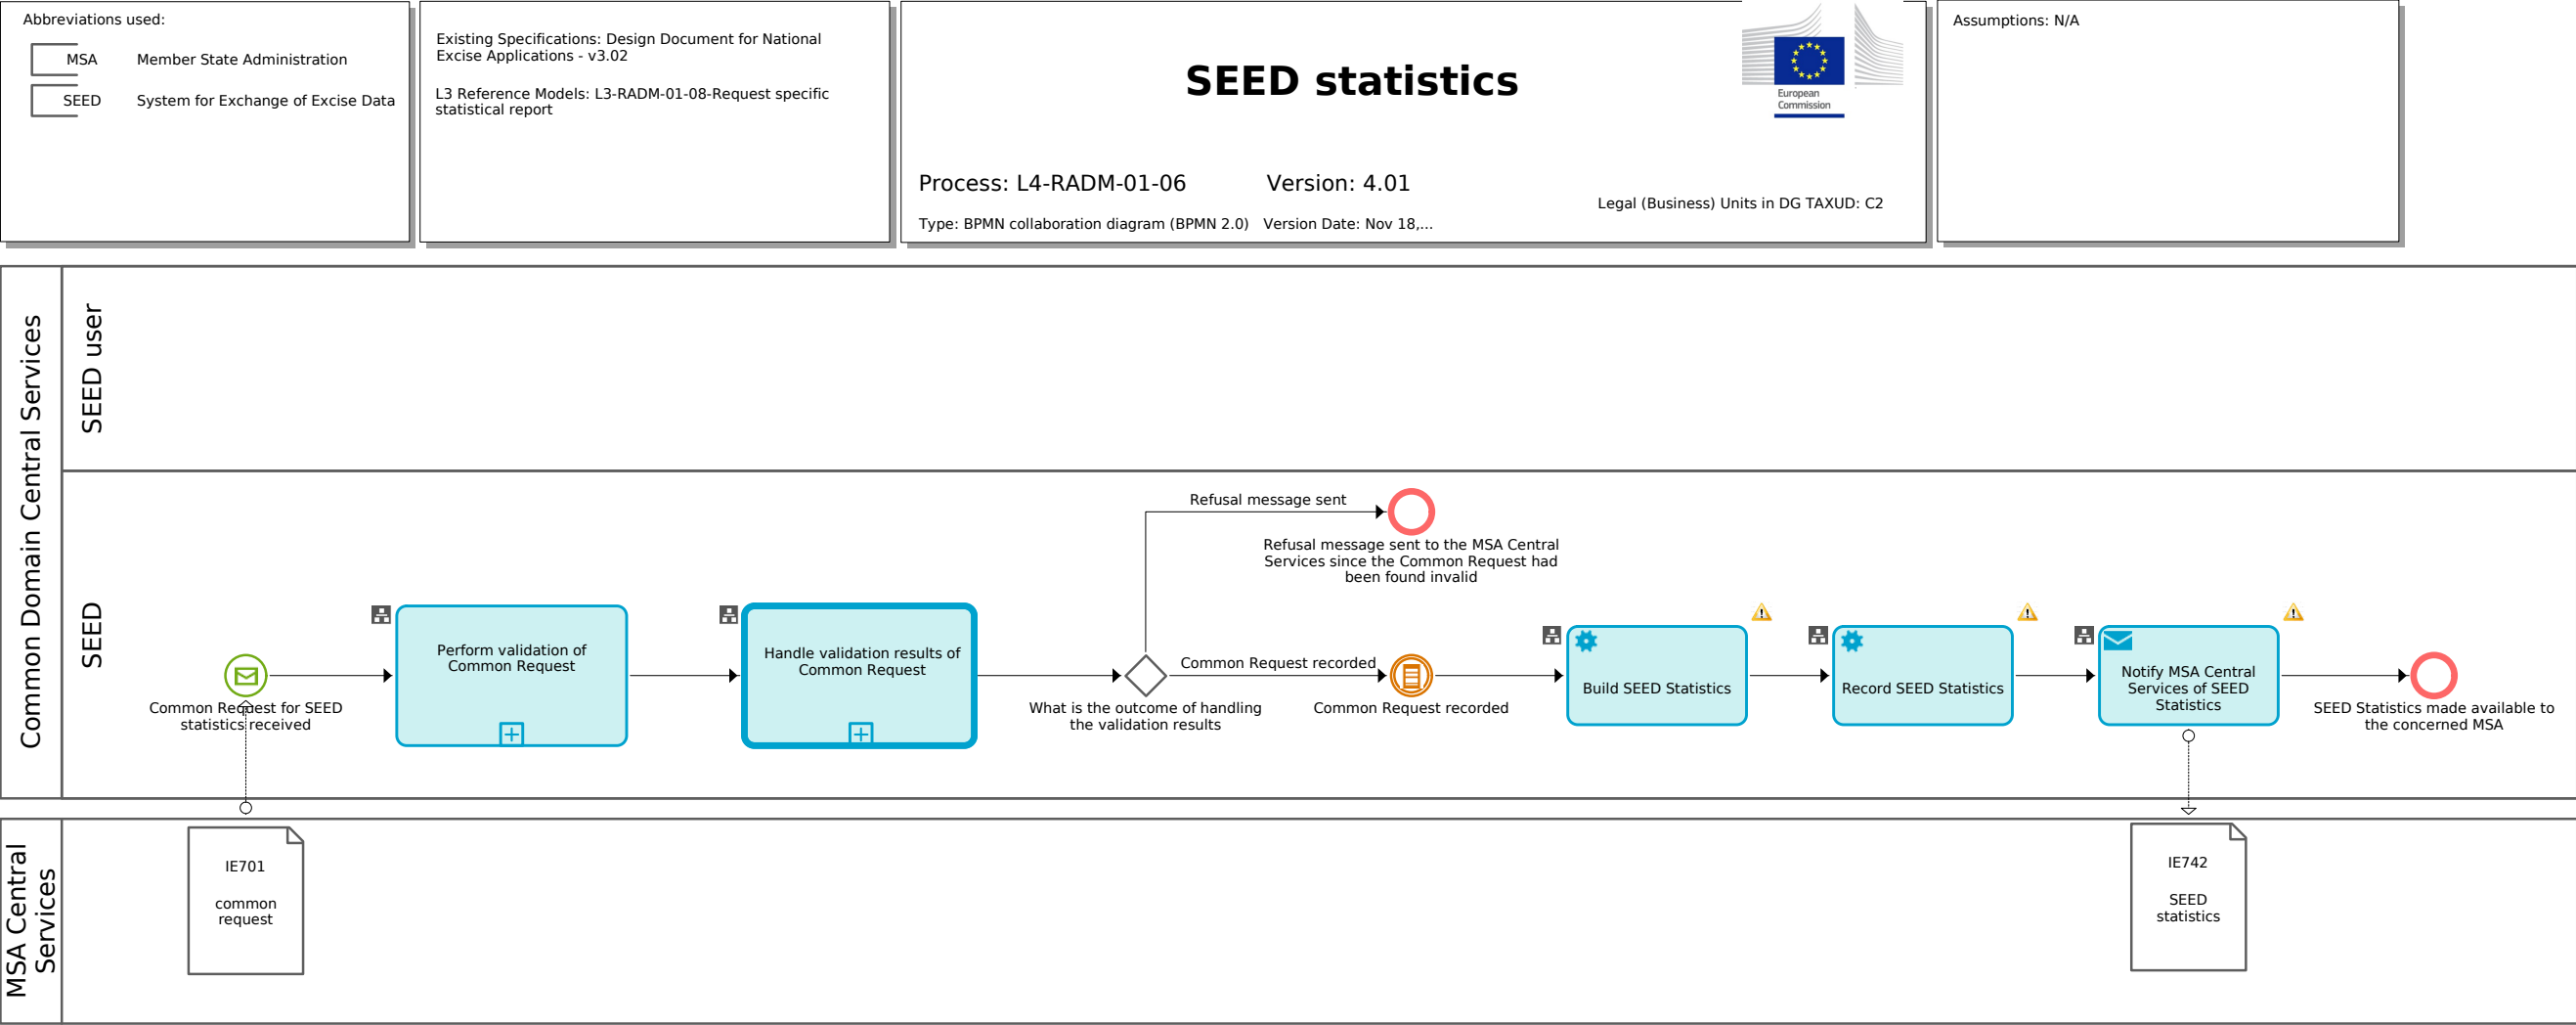 Abbreviations used:
MSA Member State Administration
SEED System for Exchange of Excise Data
Existing Specifications: Design Document for National
Excise Applications - v3.02
L3 Reference Models: L3-RADM-01-08-Request specific
statistical report
SEED statistics
European
Commission
Process: L4-RADM-01-06 Version: 4.01
Legal (Business) Units in DG TAXUD: C2
Type: BPMN collaboration diagram (BPMN 2.0) Version Date: Nov 18,...
Assumptions: N/A
Common Domain Central Services
SEED user
SEED
Common Request for SEED
statistics received
Perform validation of
Common Request
Handle validation results of
Common Request
What is the outcome of handling
the validation results
Refusal message sent
Refusal message sent to the MSA Central
Services since the Common Request had
been found invalid
Common Request recorded
Common Request recorded
Build SEED Statistics
Record SEED Statistics
Notify MSA Central
Services of SEED
Statistics
SEED Statistics made available to
the concerned MSA
MSA Central
Services
IE701
common
request
IE742
SEED
statistics